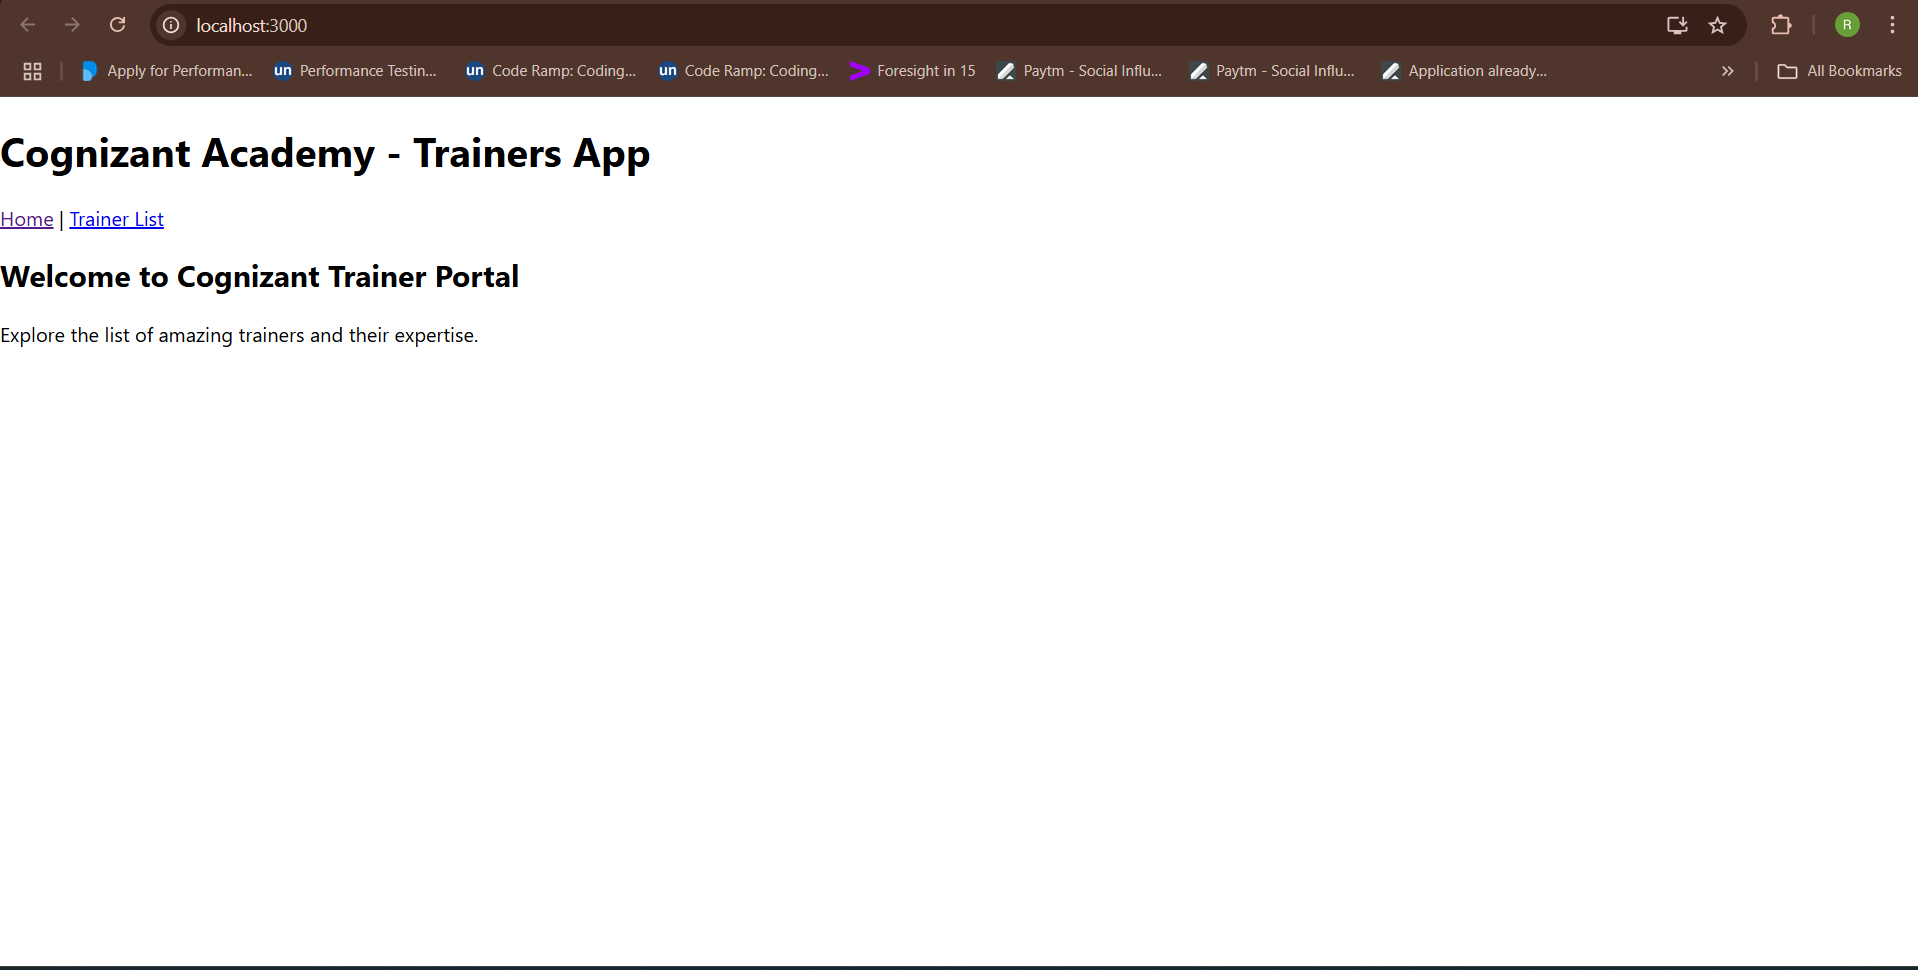 localhost:3000
R
Apply for Performan...
un Performance Testin...
un Code Ramp: Coding...
un Code Ramp: Coding...
Foresight in 15
Paytm - Social Influ...
Paytm - Social Influ...
Application already...
All Bookmarks
Cognizant Academy - Trainers App
Home | Trainer List
Welcome to Cognizant Trainer Portal
Explore the list of amazing trainers and their expertise.